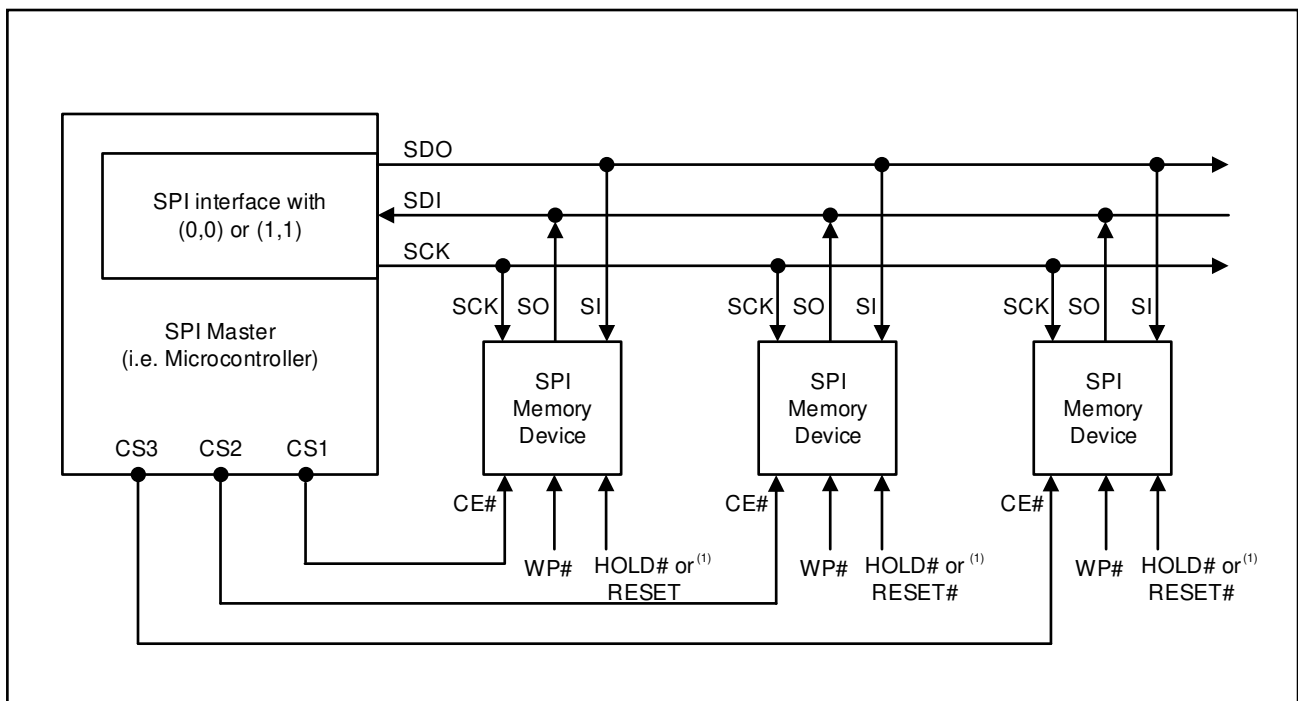 SDO
SPI interface with
(0,0) or (1,1)
SDI
SCK
SPI Master
(i.e. Microcontroller)
SCK SO SI
SCK SO SI
SCK SO SI
SPI
Memory
Device
SPI
Memory
Device
SPI
Memory
Device
CS3 CS2 CS1
CE#
WP#
HOLD# or (1)
RESET
CE#
WP#
HOLD# or (1)
RESET#
CE#
WP#
HOLD# or (1)
RESET#